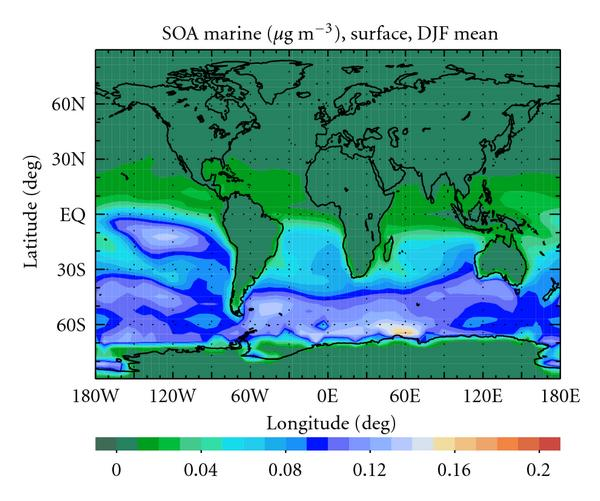 SOA marine (μg m⁻³), surface, DJF mean
60N
30N
EQ
30S
60S
Latitude (deg)
180W 120W 60W 0E 60E 120E 180E
Longitude (deg)
0 0.04 0.08 0.12 0.16 0.2